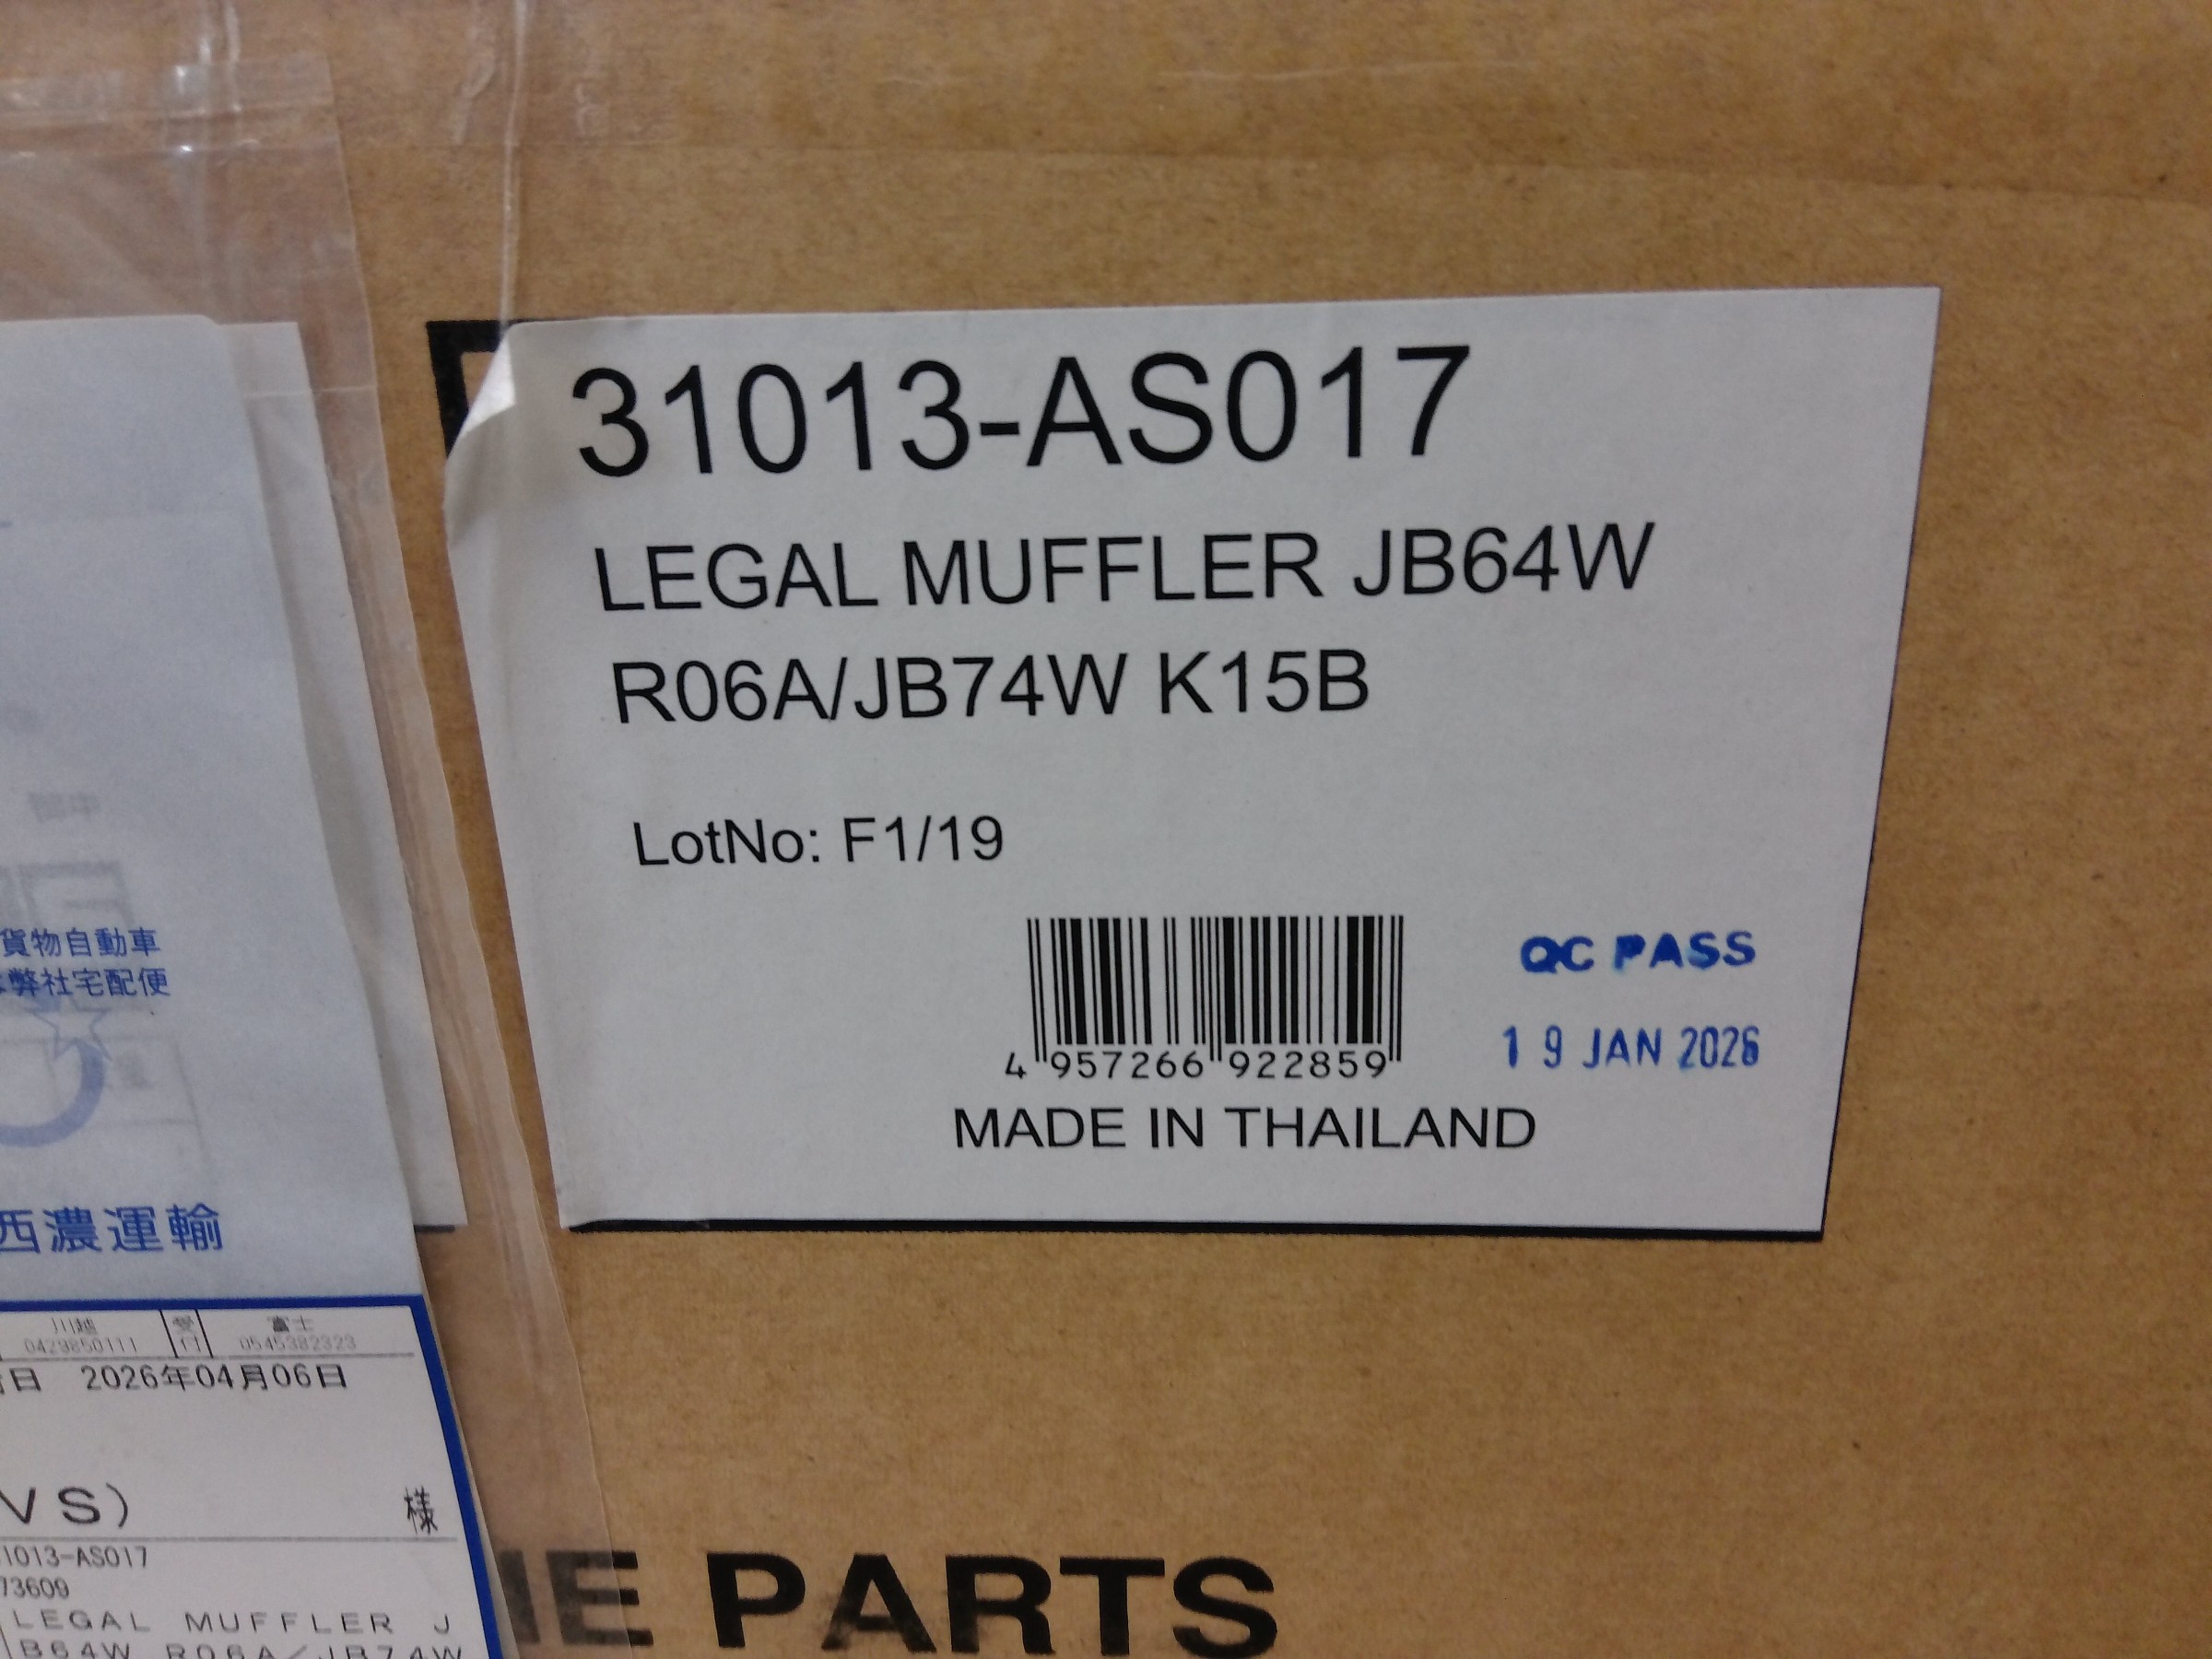 31013-AS017
LEGAL MUFFLER JB64W
R06A/JB74W K15B
LotNo: F1/19
4 957266 922859
QC PASS
19 JAN 2026
MADE IN THAILAND
貨物自動車
弊社宅配便
西濃運輸
川越 受付 富士
0429850111 0545382323
日 2026年04月06日
VS) 様
1013-AS017
73609
LEGAL MUFFLER J
B64W R06A/JB74W
PARTS